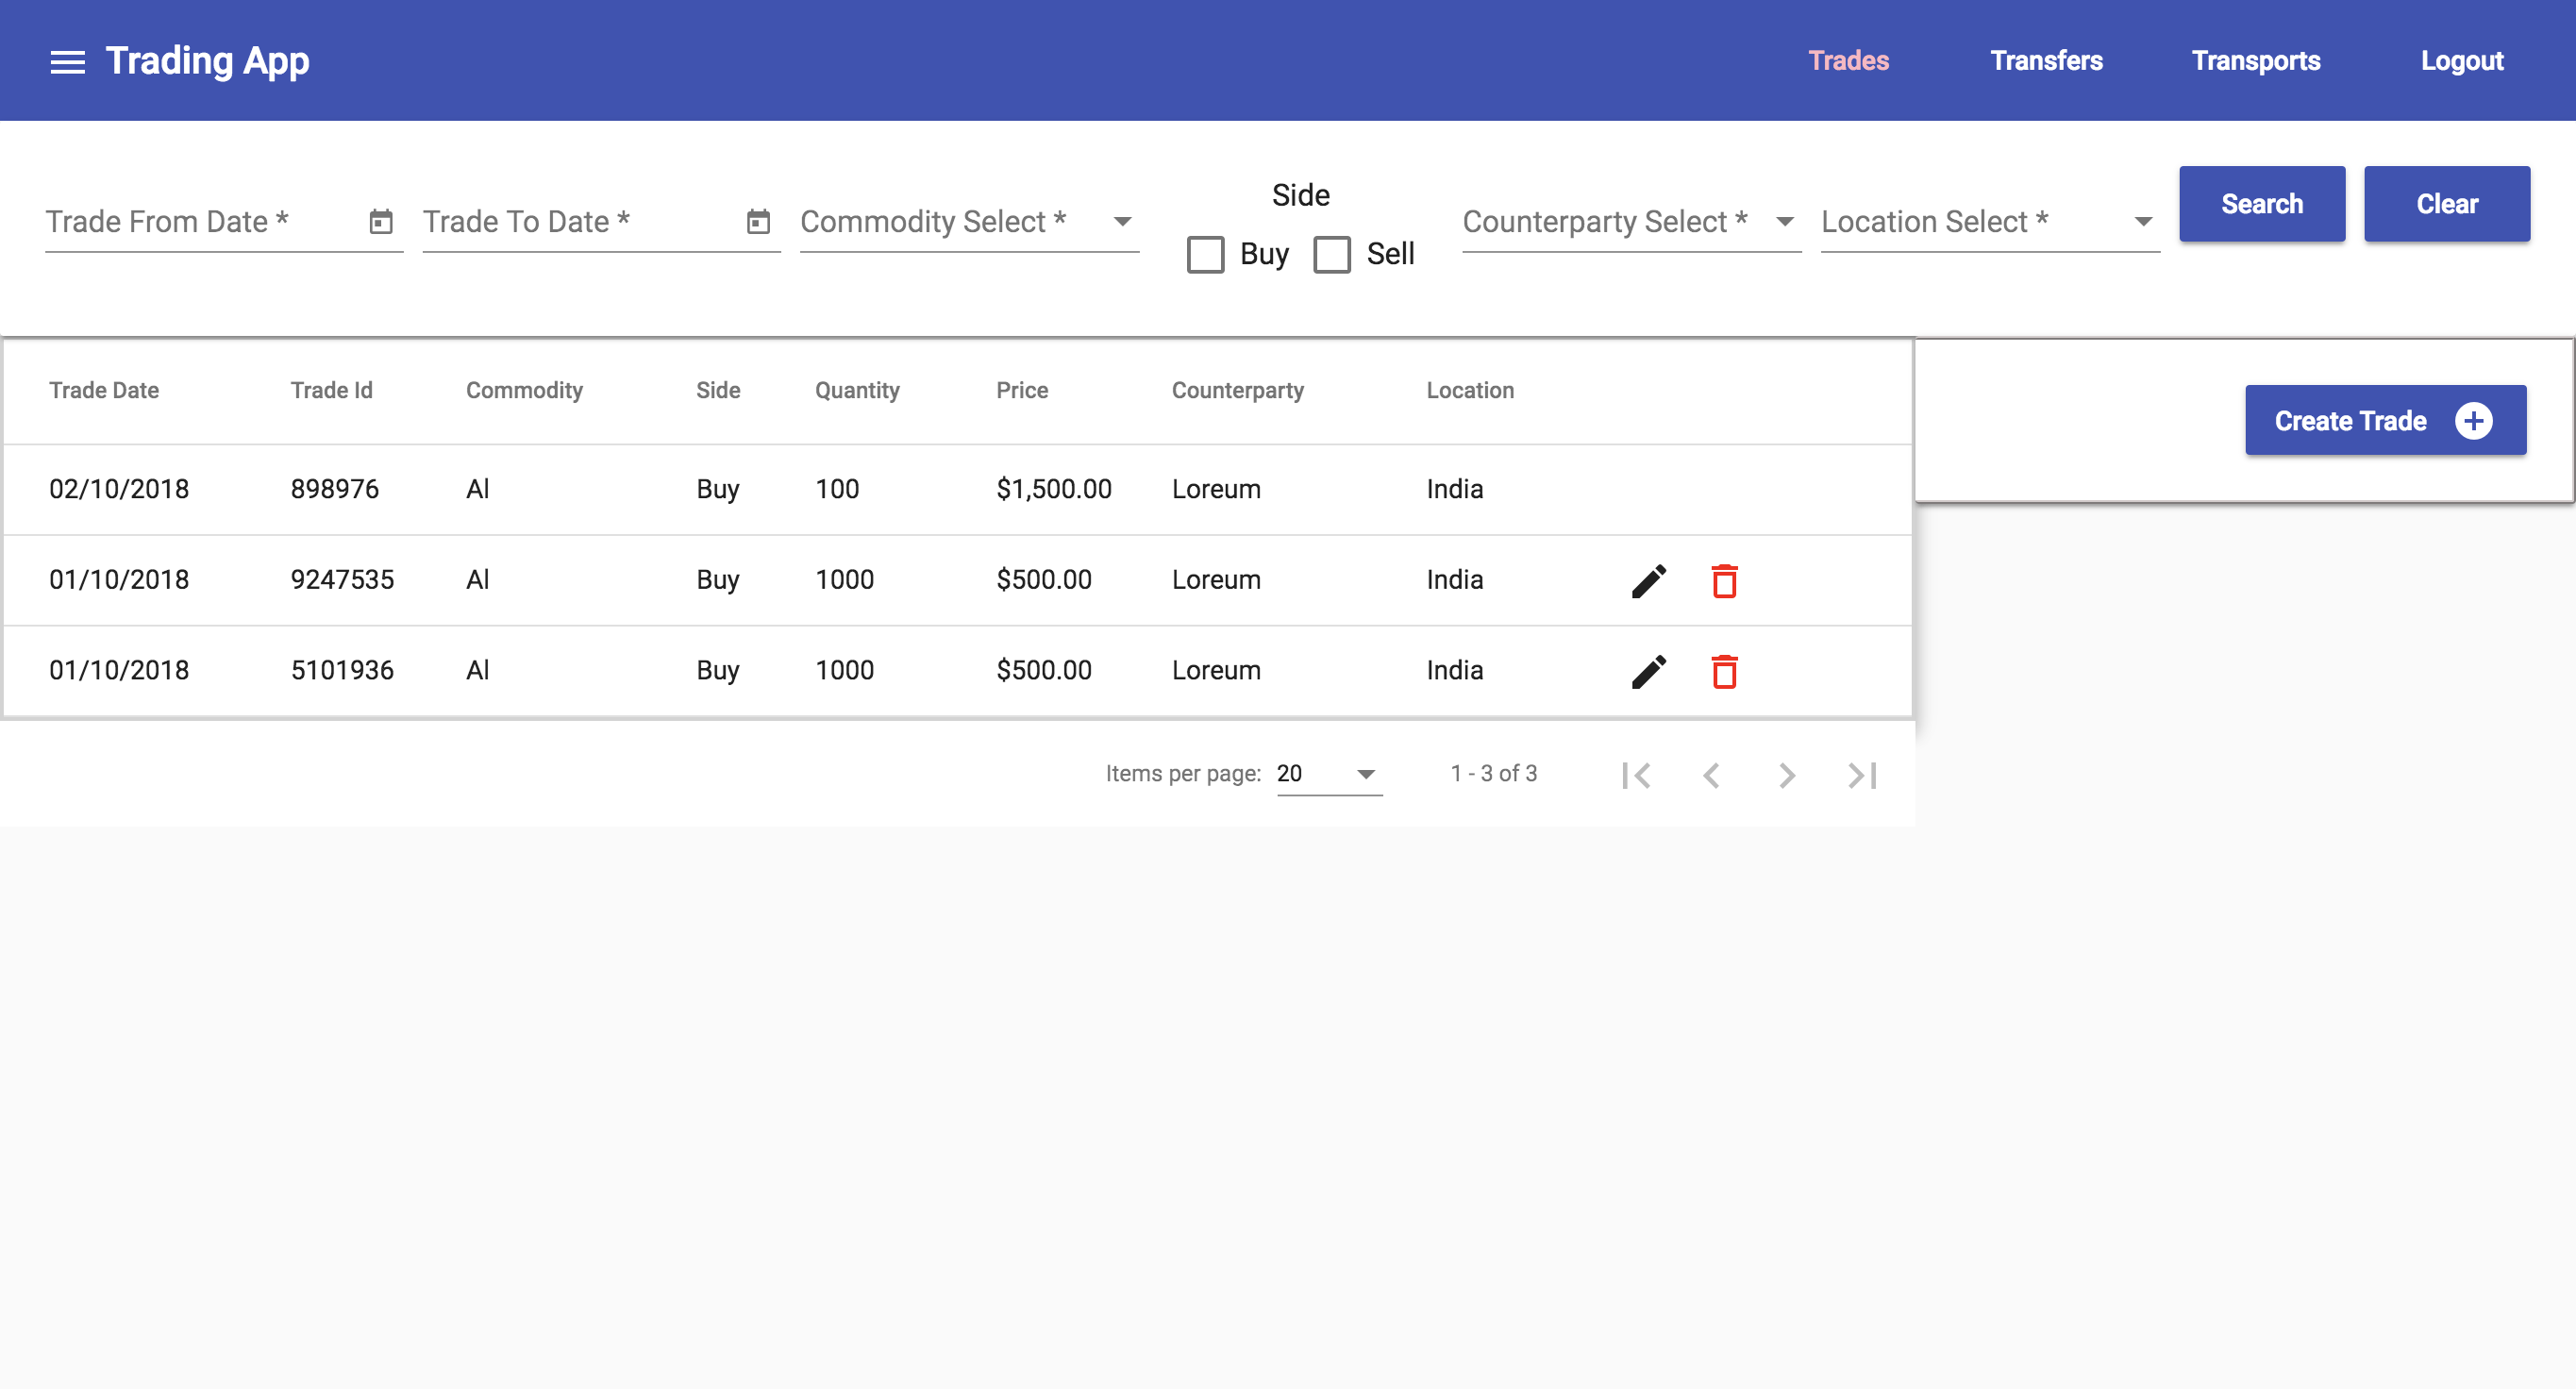 Trading App Trades Transfers Transports Logout
Side
Trade From Date * Trade To Date * Commodity Select * Counterparty Select * Location Select * Search Clear
Buy Sell
Trade Date Trade Id Commodity Side Quantity Price Counterparty Location
Create Trade
02/10/2018 898976 Al Buy 100 $1,500.00 Loreum India
01/10/2018 9247535 Al Buy 1000 $500.00 Loreum India
01/10/2018 5101936 Al Buy 1000 $500.00 Loreum India
Items per page: 20 1 - 3 of 3